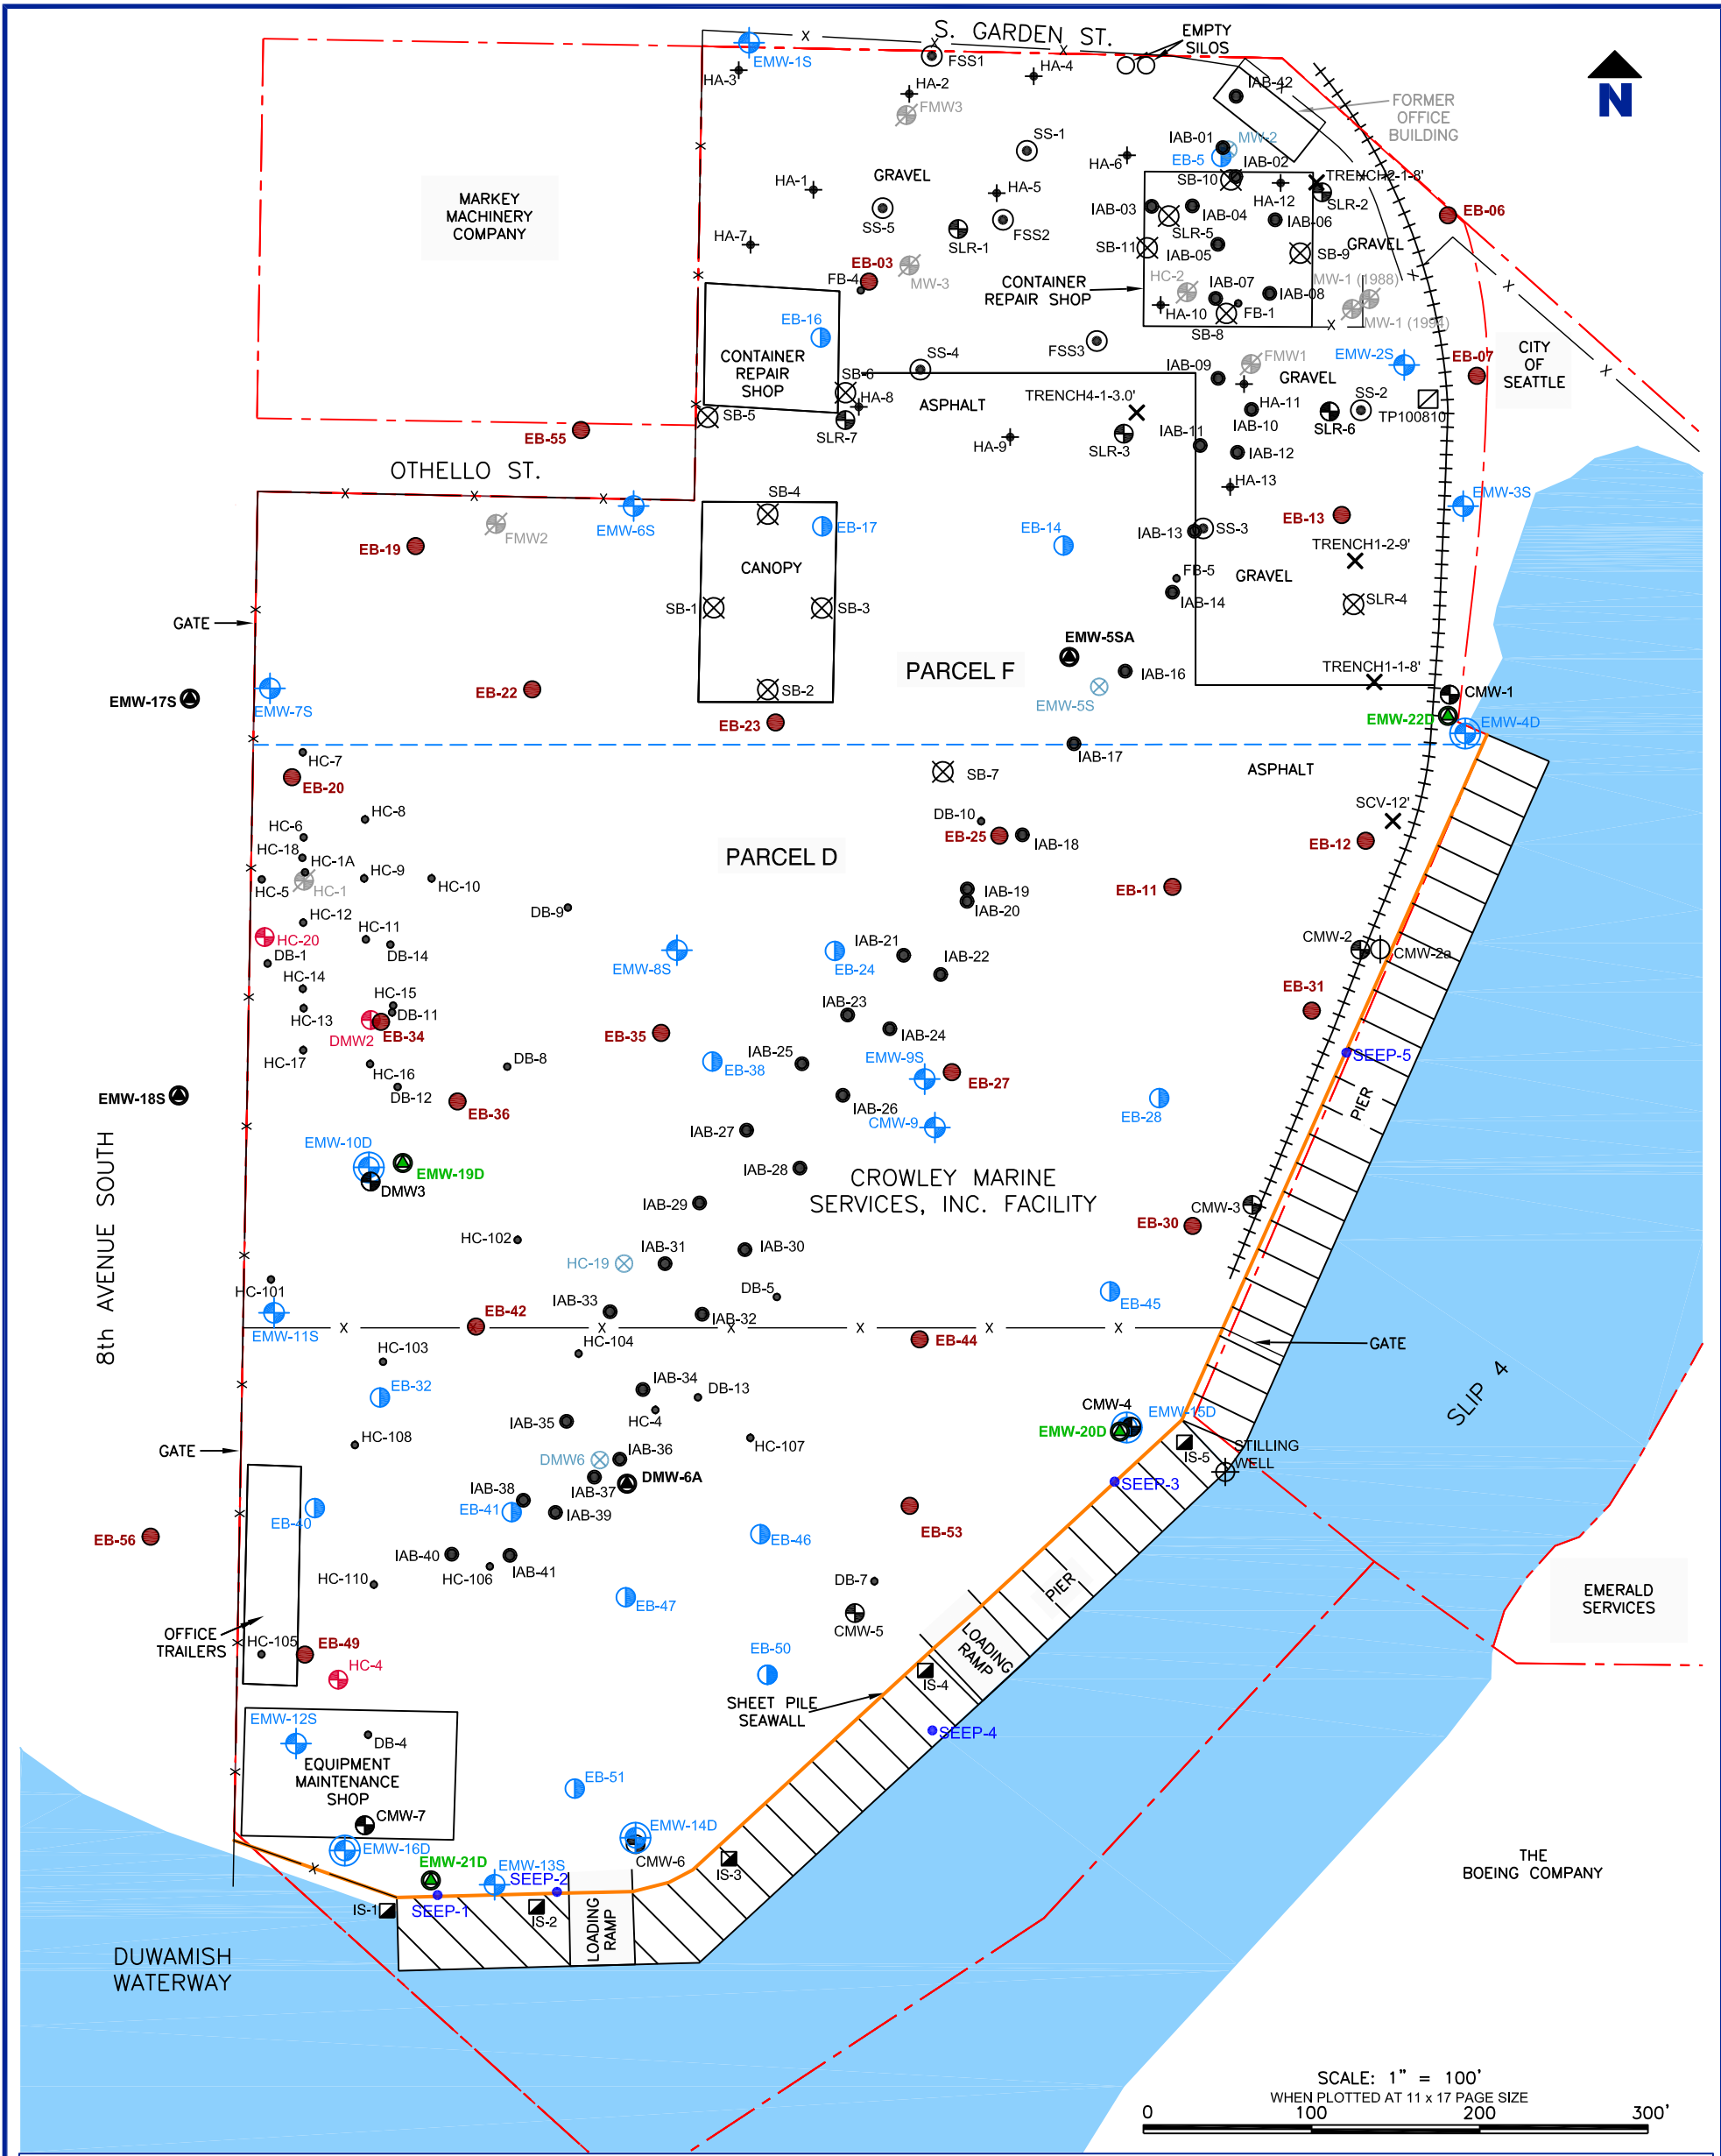 S. GARDEN ST.
EMPTY
SILOS
EMW-1S
FSS1
HA-3
HA-4
HA-2
FMW3
IAB-42
FORMER
OFFICE
BUILDING
N
SS-1
IAB-01
MW-2
HA-6
EB-5
IAB-02
MARKEY
MACHINERY
COMPANY
GRAVEL
HA-1
HA-5
SB-10
TRENCH2-1-8'
HA-12
SLR-2
SS-5
FSS2
IAB-03
IAB-04
IAB-06
EB-06
SLR-1
SLR-5
HA-7
SB-11
IAB-05
SB-9
GRAVEL
EB-03
FB-4
MW-3
CONTAINER
REPAIR SHOP
HC-2
IAB-07
IAB-08
MW-1 (1988)
HA-10
FB-1
MW-1 (1994)
SB-8
EB-16
CONTAINER
REPAIR
SHOP
SS-4
FSS3
FMW1
EMW-2S
EB-07
CITY
OF
SEATTLE
IAB-09
GRAVEL
SB-6
HA-8
ASPHALT
TRENCH4-1-3.0'
HA-11
SS-2
TP100810
SB-5
SLR-7
IAB-10
SLR-6
EB-55
HA-9
SLR-3
IAB-11
IAB-12
OTHELLO ST.
HA-13
SB-4
EMW-3S
FMW2
EMW-6S
EB-17
EB-14
IAB-13
SS-3
EB-13
EB-19
TRENCH1-2-9'
CANOPY
FB-5
GRAVEL
IAB-14
SB-1
SB-3
SLR-4
GATE
EMW-5SA
PARCEL F
IAB-16
TRENCH1-1-8'
EMW-17S
EMW-7S
EB-22
SB-2
EMW-5S
CMW-1
EB-23
EMW-22D
EMW-4D
HC-7
IAB-17
SB-7
ASPHALT
EB-20
HC-8
HC-6
DB-10
SCV-12'
EB-25
IAB-18
EB-12
HC-18
PARCEL D
HC-1A
HC-9
HC-5
HC-1
HC-10
IAB-19
EB-11
IAB-20
DB-9
HC-12
HC-11
HC-20
DB-14
IAB-21
CMW-2
CMW-2a
DB-1
EMW-8S
EB-24
IAB-22
HC-14
EB-31
HC-15
IAB-23
HC-13
DB-11
DMW2
EB-34
EB-35
IAB-24
HC-17
HC-16
DB-8
EB-38
IAB-25
EMW-9S
SEEP-5
EB-27
DB-12
EMW-18S
EB-36
IAB-26
EB-28
PIER
CMW-9
IAB-27
EMW-10D
EMW-19D
IAB-28
DMW3
CROWLEY MARINE
SERVICES, INC. FACILITY
8th AVENUE SOUTH
IAB-29
CMW-3
EB-30
HC-102
IAB-31
IAB-30
HC-19
HC-101
DB-5
EB-45
IAB-33
EMW-11S
EB-42
IAB-32
EB-44
GATE
HC-103
HC-104
EB-32
IAB-34
DB-13
SLIP 4
IAB-35
HC-4
CMW-4
EMW-15D
EMW-20D
HC-108
HC-107
GATE
IAB-36
IS-5
STILLING
WELL
DMW6
IAB-37
DMW-6A
SEEP-3
IAB-38
EB-40
EB-41
IAB-39
EB-53
EB-56
EB-46
IAB-40
HC-106
IAB-41
HC-110
DB-7
PIER
EMERALD
SERVICES
EB-47
CMW-5
OFFICE
TRAILERS
HC-105
EB-49
HC-4
EB-50
LOADING
RAMP
IS-4
SHEET PILE
SEAWALL
EMW-12S
DB-4
SEEP-4
EQUIPMENT
MAINTENANCE
SHOP
EB-51
CMW-7
EMW-14D
EMW-16D
CMW-6
IS-3
EMW-21D
EMW-13S
SEEP-2
THE
BOEING COMPANY
IS-1
SEEP-1
IS-2
LOADING
RAMP
DUWAMISH
WATERWAY
SCALE: 1" = 100'
WHEN PLOTTED AT 11 x 17 PAGE SIZE
0 100 200 300'